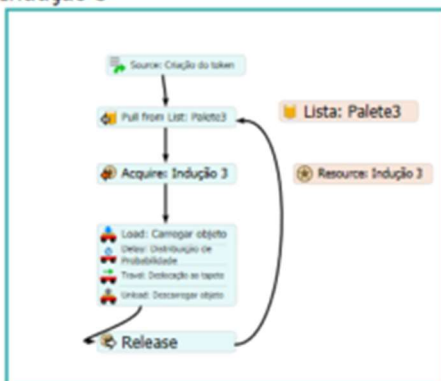 Source: Criação do token
Pull from List: Palete3
Lista: Palete3
Acquire: Indução 3
Resource: Indução 3
Load: Carregar objeto
Delay: Distribuição de
Probabilidade
Travel: Deslocação ao tapete
Unload: Descarregar objeto
Release